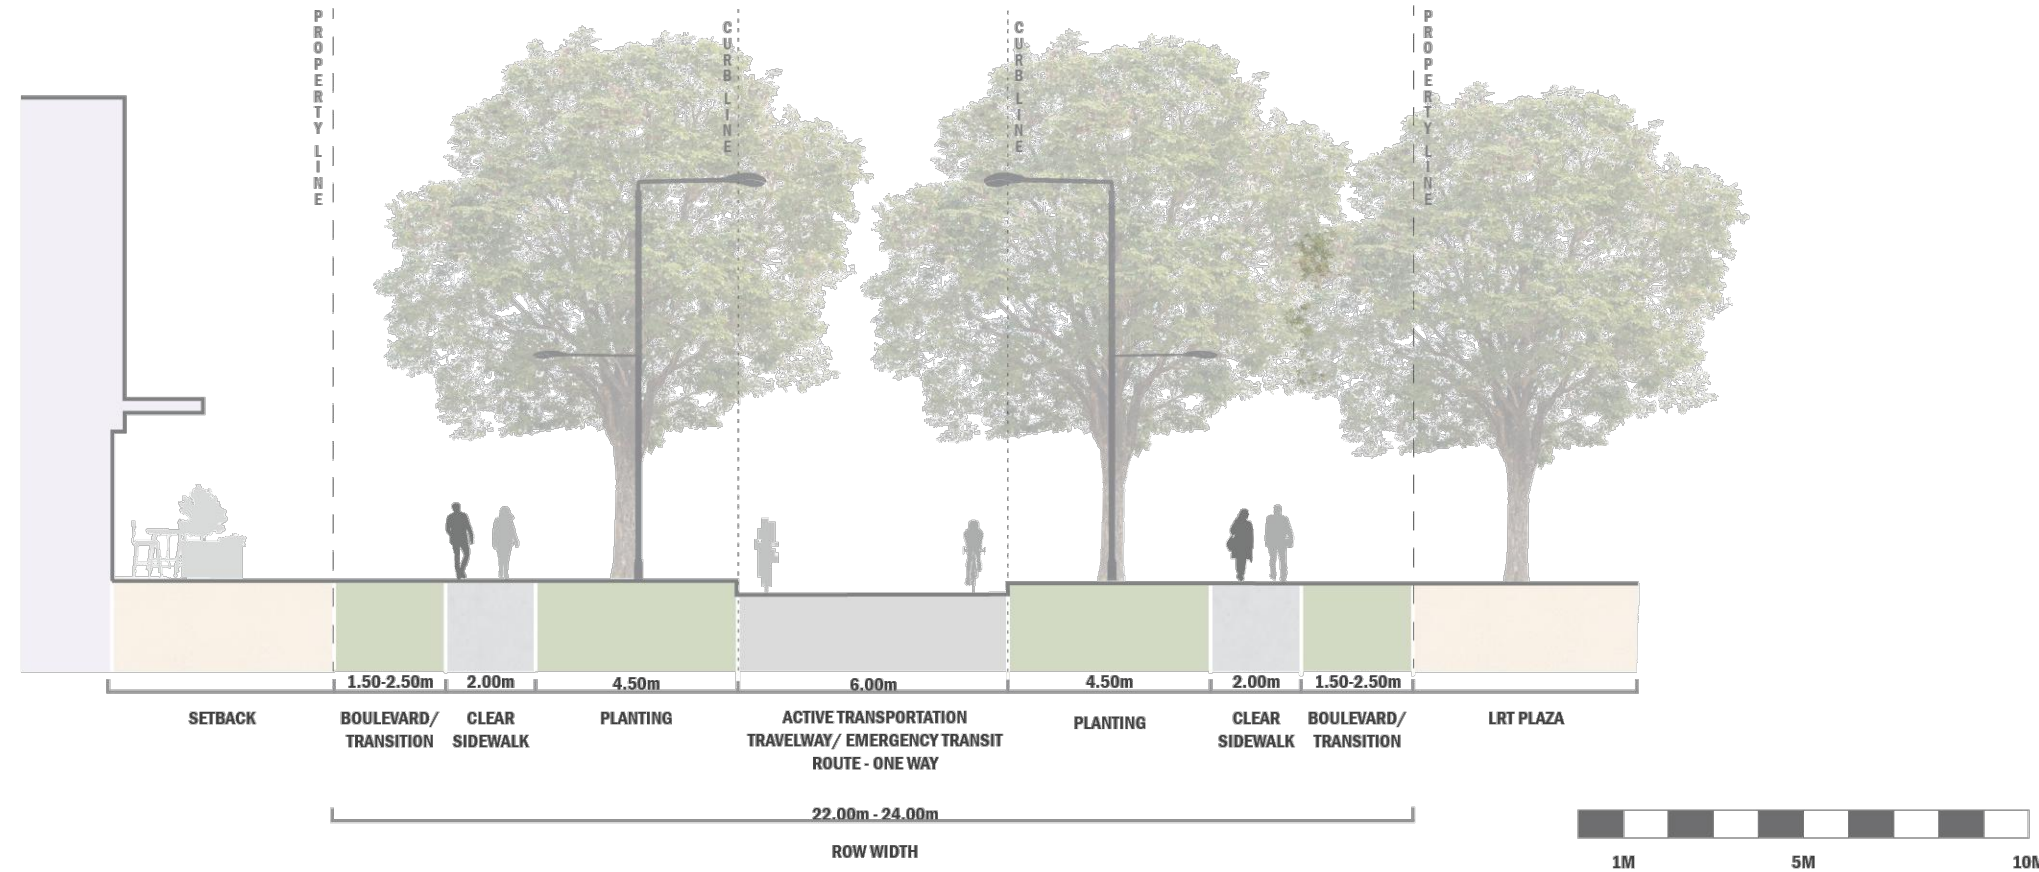 PROPERTY LINE
CURB LINE
CURB LINE
PROPERTY LINE
1.50-2.50m
2.00m
4.50m
6.00m
4.50m
2.00m
1.50-2.50m
SETBACK
BOULEVARD/
TRANSITION
CLEAR
SIDEWALK
PLANTING
ACTIVE TRANSPORTATION
TRAVELWAY/ EMERGENCY TRANSIT
ROUTE - ONE WAY
PLANTING
CLEAR
SIDEWALK
BOULEVARD/
TRANSITION
LRT PLAZA
22.00m - 24.00m
ROW WIDTH
1M
5M
10M